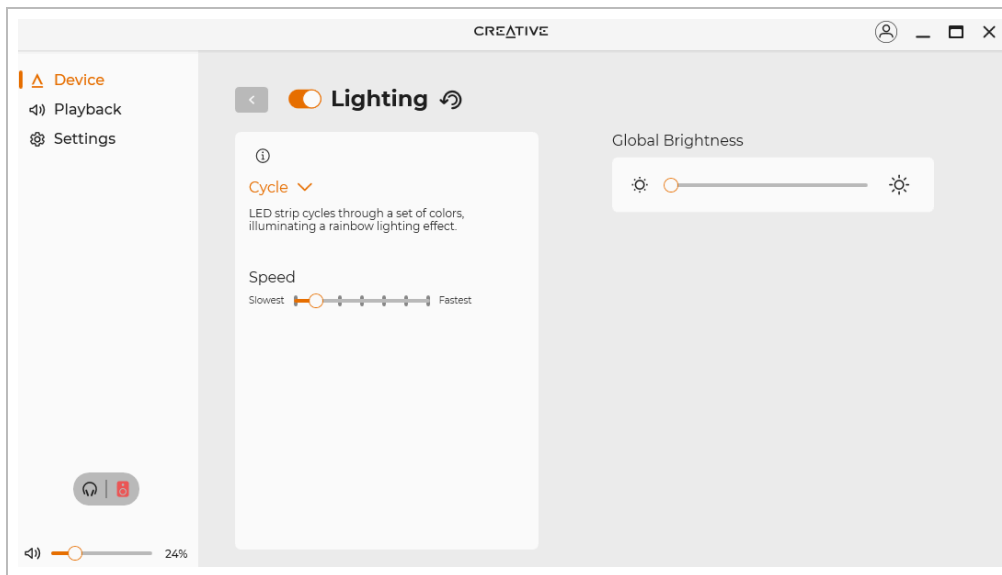 CREATIVE
Device
Playback
Settings
Lighting
Cycle
LED strip cycles through a set of colors,
illuminating a rainbow lighting effect.
Speed
Slowest Fastest
Global Brightness
24%